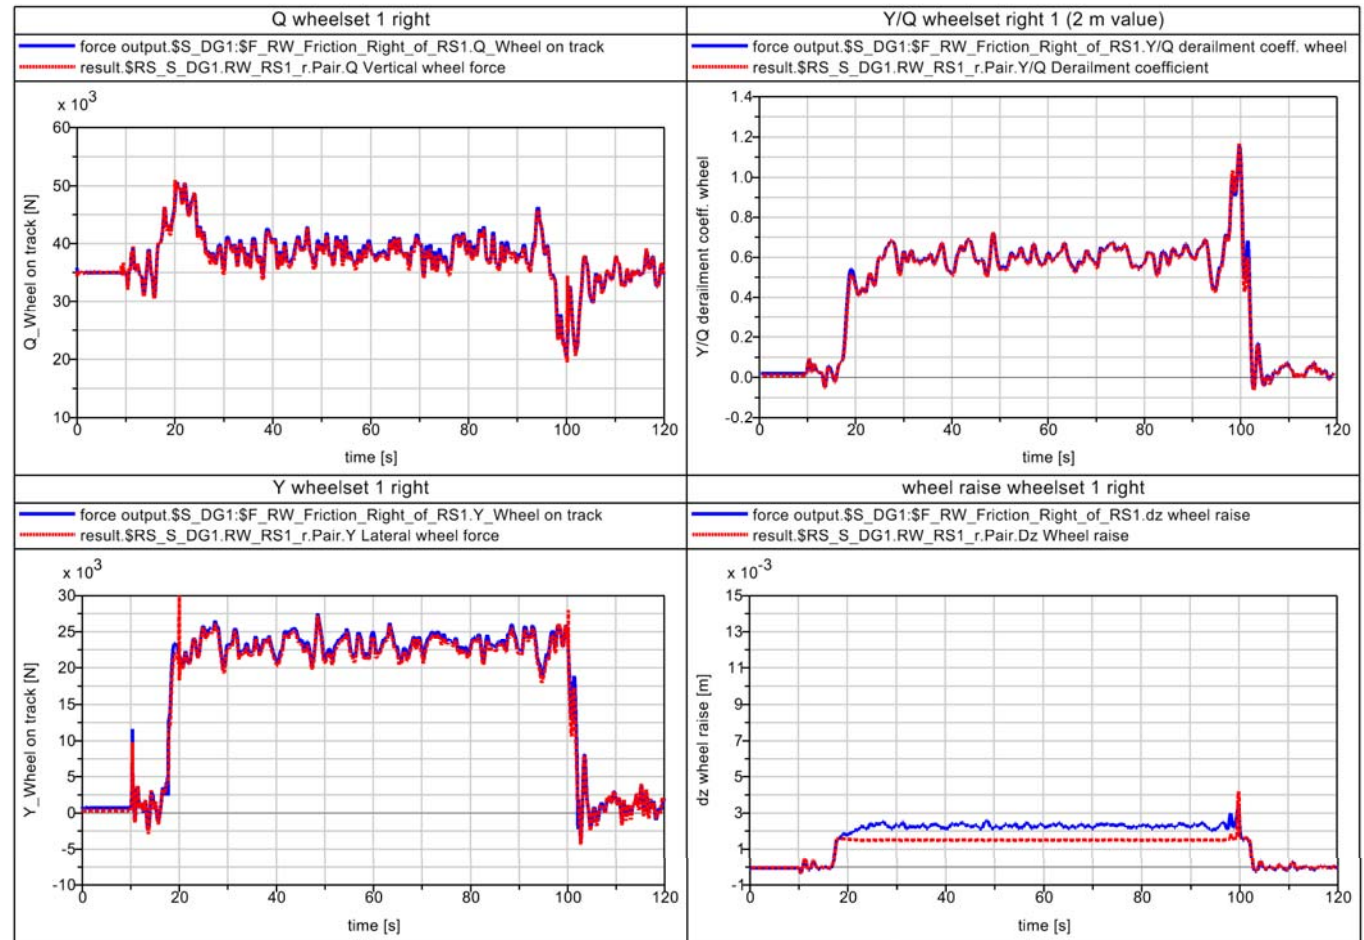 Q wheelset 1 right
force output.$S_DG1:$F_RW_Friction_Right_of_RS1.Q_Wheel on track
result.$RS_S_DG1.RW_RS1_r.Pair.Q Vertical wheel force
x 10^3
60
50
40
30
20
10
Q_Wheel on track [N]
0 20 40 60 80 100 120
time [s]
Y/Q wheelset right 1 (2 m value)
force output.$S_DG1:$F_RW_Friction_Right_of_RS1.Y/Q derailment coeff. wheel
result.$RS_S_DG1.RW_RS1_r.Pair.Y/Q Derailment coefficient
1.4
1.2
1.0
0.8
0.6
0.4
0.2
0.0
-0.2
Y/Q derailment coeff. wheel
0 20 40 60 80 100 120
time [s]
Y wheelset 1 right
force output.$S_DG1:$F_RW_Friction_Right_of_RS1.Y_Wheel on track
result.$RS_S_DG1.RW_RS1_r.Pair.Y Lateral wheel force
x 10^3
30
25
20
15
10
5
0
-5
-10
Y_Wheel on track [N]
0 20 40 60 80 100 120
time [s]
wheel raise wheelset 1 right
force output.$S_DG1:$F_RW_Friction_Right_of_RS1.dz wheel raise
result.$RS_S_DG1.RW_RS1_r.Pair.Dz Wheel raise
x 10^-3
15
13
11
9
7
5
3
1
-1
dz wheel raise [m]
0 20 40 60 80 100 120
time [s]